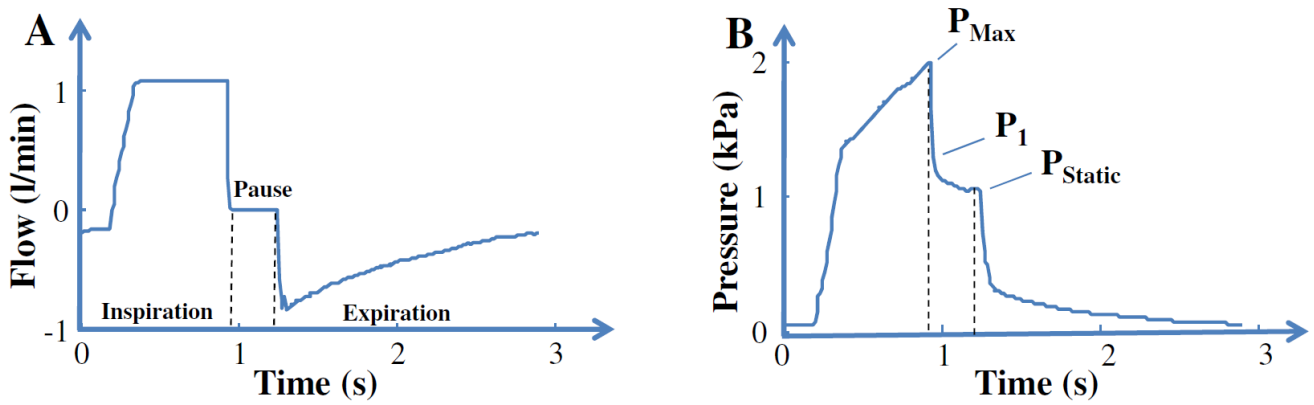 A
Flow (l/min)
1
0
-1
Pause
Inspiration
Expiration
0 1 2 3
Time (s)
B
Pressure (kPa)
2
1
0
P Max
P 1
P Static
0 1 2 3
Time (s)